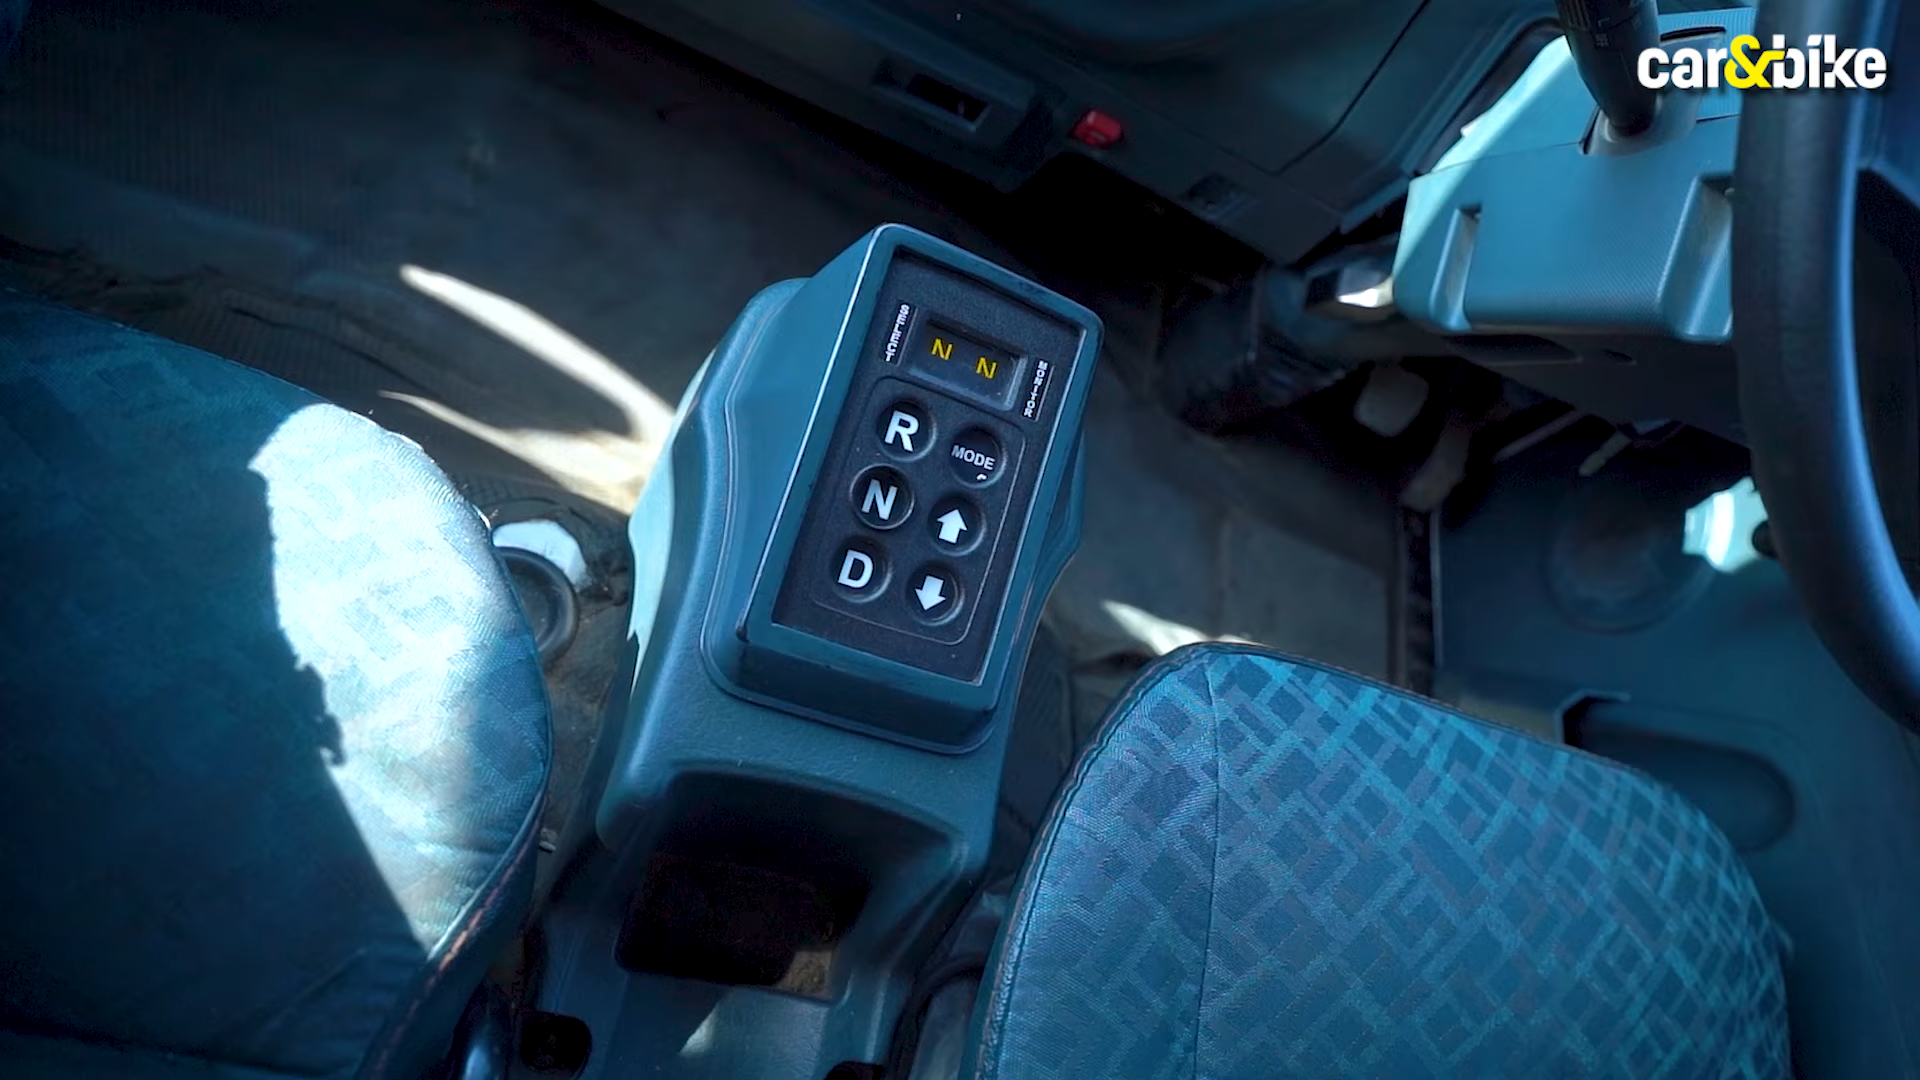 car&bike
SELECT
N N
MONITOR
R
MODE
N
D